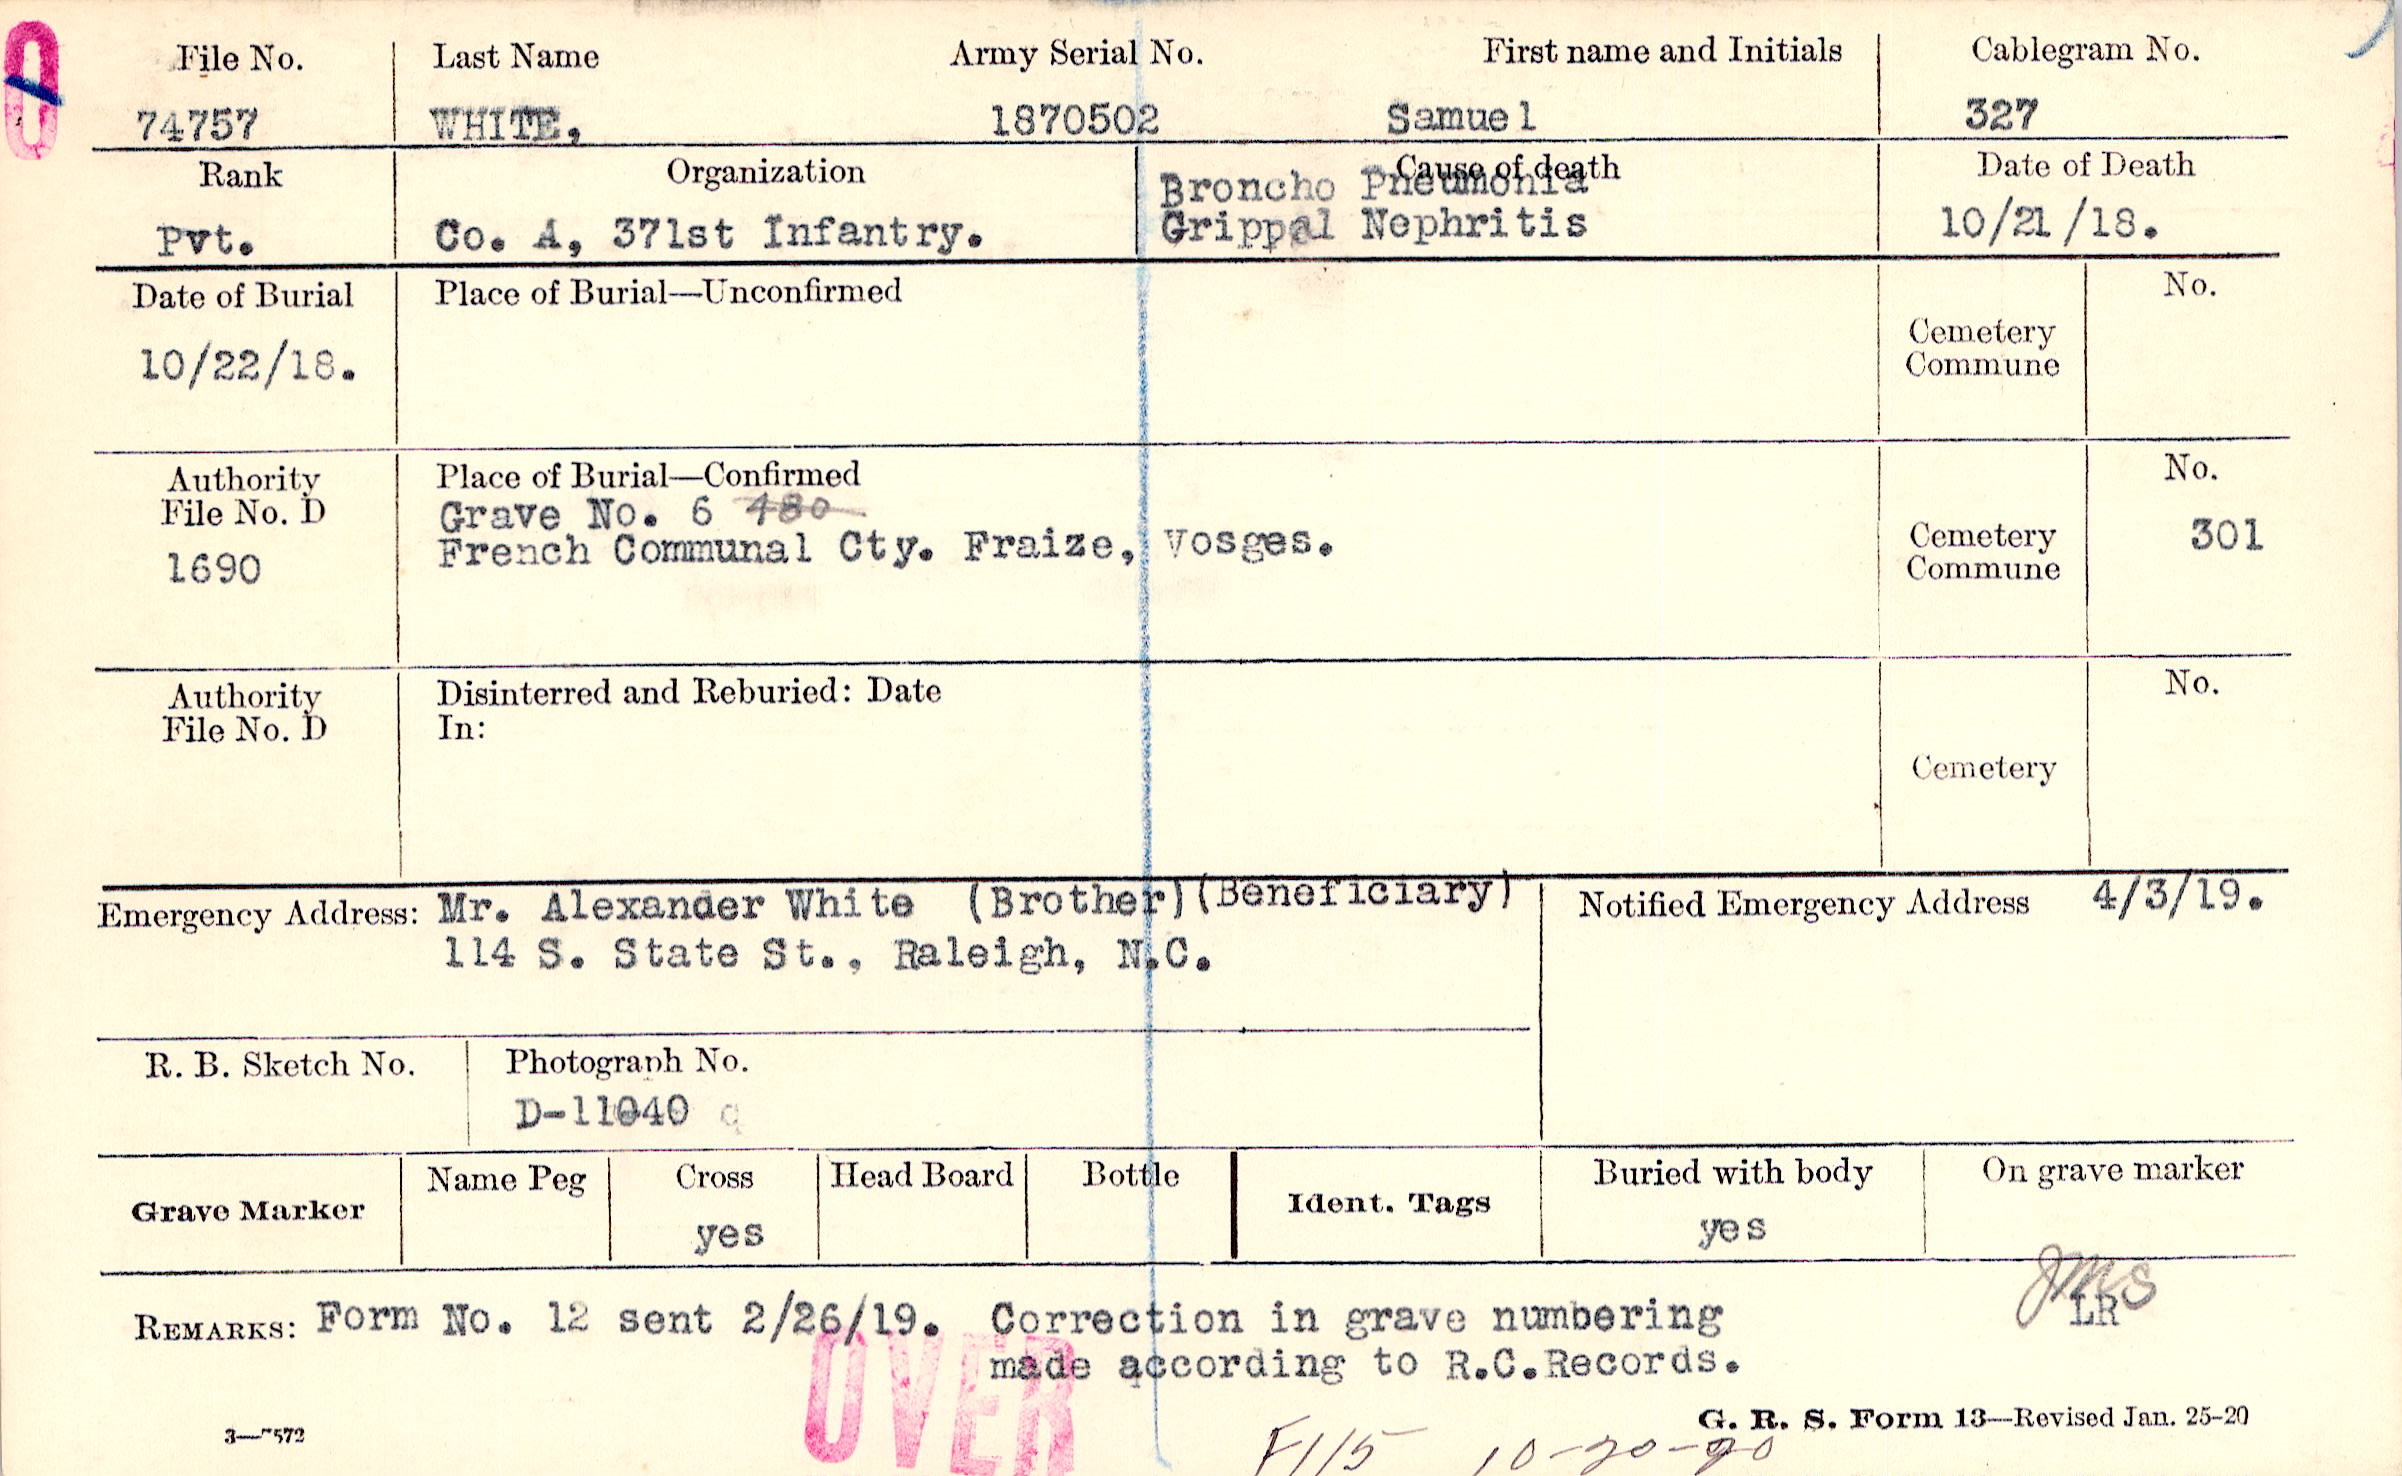 File No. Last Name Army Serial No. First name and Initials Cablegram No.
74757 WHITE, 1870502 Samuel 327
Rank Organization Cause of death Date of Death
Broncho Pneumonia
Pvt. Co. A, 371st Infantry. Grippal Nephritis 10/21/18.
Date of Burial Place of Burial—Unconfirmed No.
10/22/18. Cemetery
Commune
Authority Place of Burial—Confirmed No.
File No. D Grave No. 6 480
1690 French Communal Cty. Fraize, Vosges. Cemetery 301
Commune
Authority Disinterred and Reburied: Date No.
File No. D In:
Cemetery
Emergency Address: Mr. Alexander White (Brother)(Beneficiary) Notified Emergency Address 4/3/19.
114 S. State St., Raleigh, N.C.
R. B. Sketch No. Photograph No.
D-11040 q
Grave Marker Name Peg Cross Head Board Bottle Ident. Tags Buried with body On grave marker
yes yes
JMS
REMARKS: Form No. 12 sent 2/26/19. Correction in grave numbering LR
made according to R.C.Records.
OVER
3—7572 G. R. S. Form 13—Revised Jan. 25-20
10-20-20